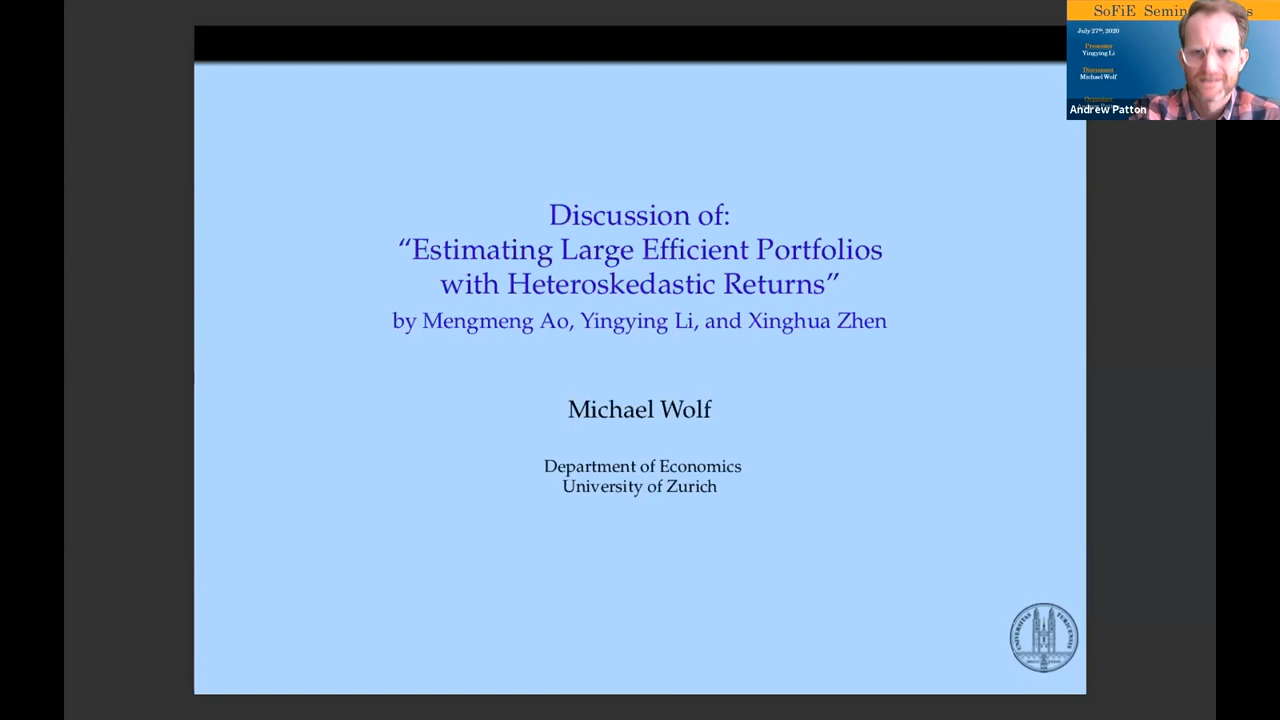 SoFiE Semin
s
July 27th, 2020
Presenter
Yingying Li
Discussant
Michael Wolf
Andrew Patton
Discussion of:
“Estimating Large Efficient Portfolios
with Heteroskedastic Returns”
by Mengmeng Ao, Yingying Li, and Xinghua Zhen
Michael Wolf
Department of Economics
University of Zurich
UNIVERSITAS
TURICENSIS